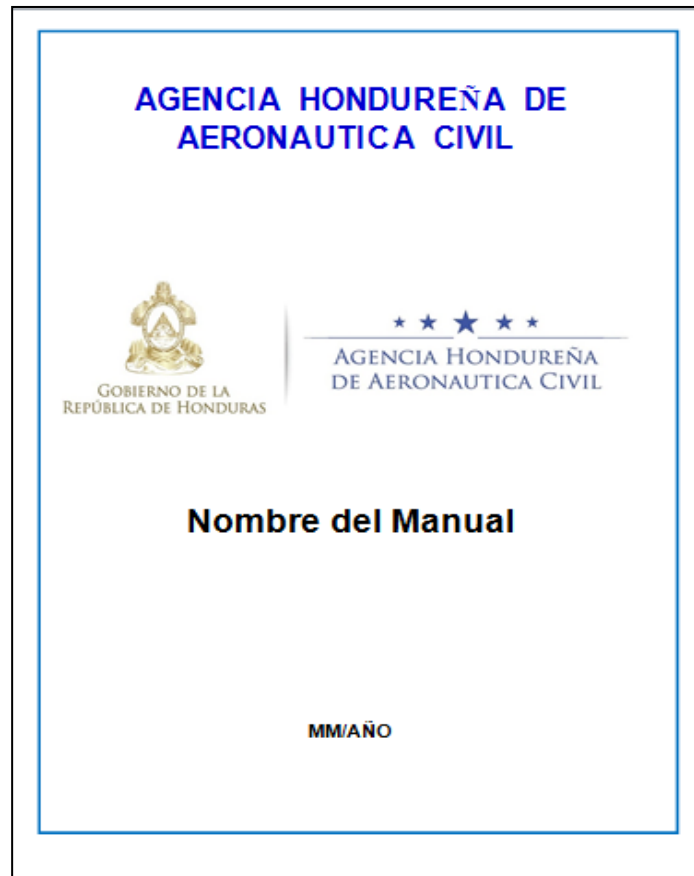 AGENCIA HONDUREÑA DE
AERONAUTICA CIVIL
GOBIERNO DE LA
REPÚBLICA DE HONDURAS
AGENCIA HONDUREÑA
DE AERONAUTICA CIVIL
Nombre del Manual
MM/AÑO